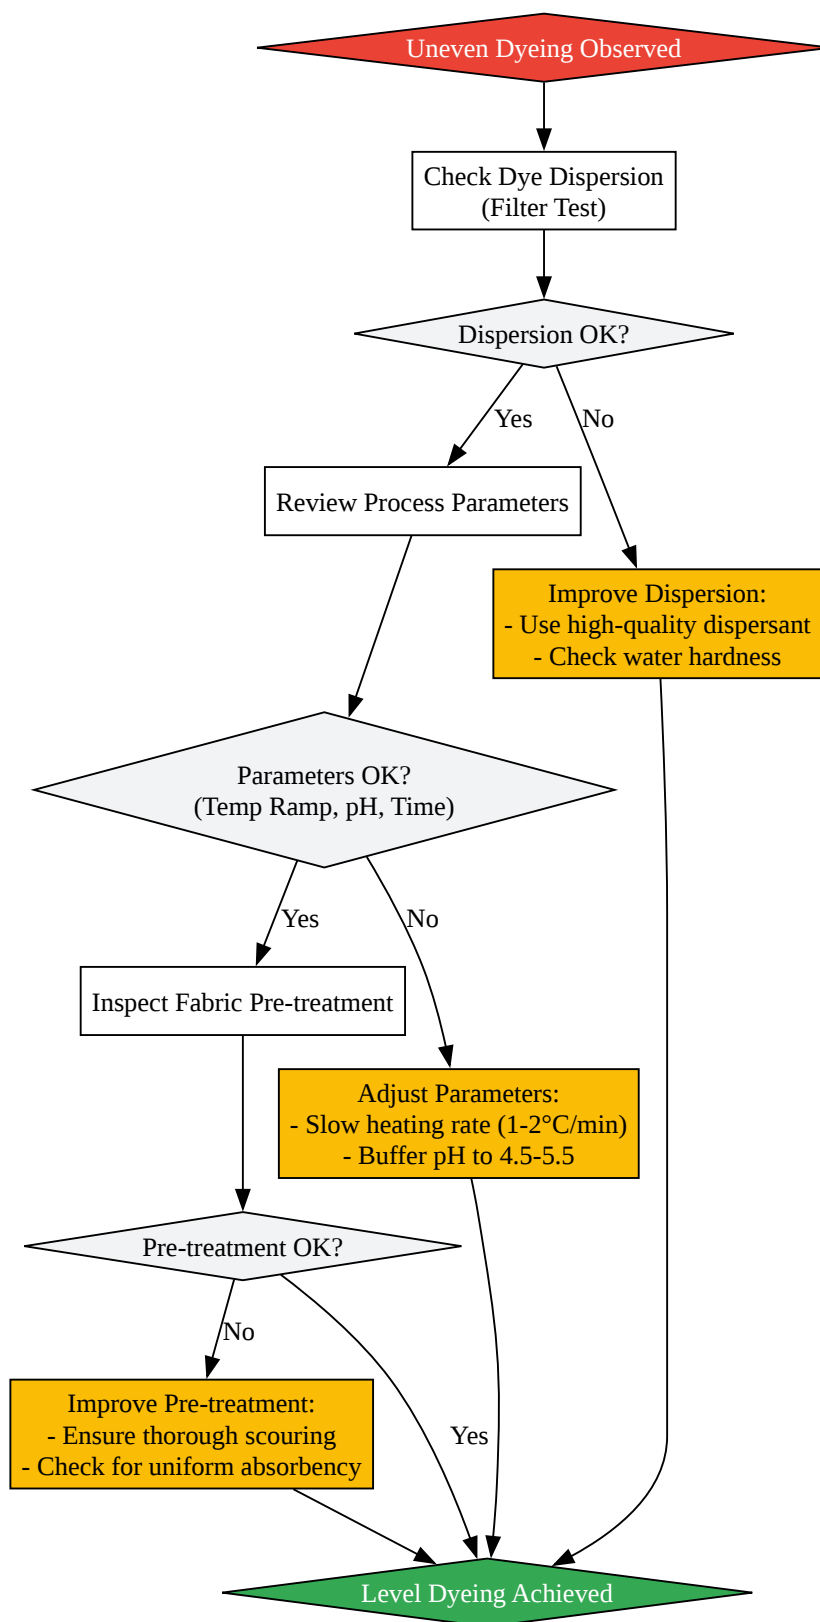 Uneven Dyeing Observed
Check Dye Dispersion
(Filter Test)
Dispersion OK?
Yes
No
Review Process Parameters
Improve Dispersion:
- Use high-quality dispersant
- Check water hardness
Parameters OK?
(Temp Ramp, pH, Time)
Yes
No
Inspect Fabric Pre-treatment
Adjust Parameters:
- Slow heating rate (1-2°C/min)
- Buffer pH to 4.5-5.5
Pre-treatment OK?
No
Improve Pre-treatment:
- Ensure thorough scouring
- Check for uniform absorbency
Yes
Level Dyeing Achieved